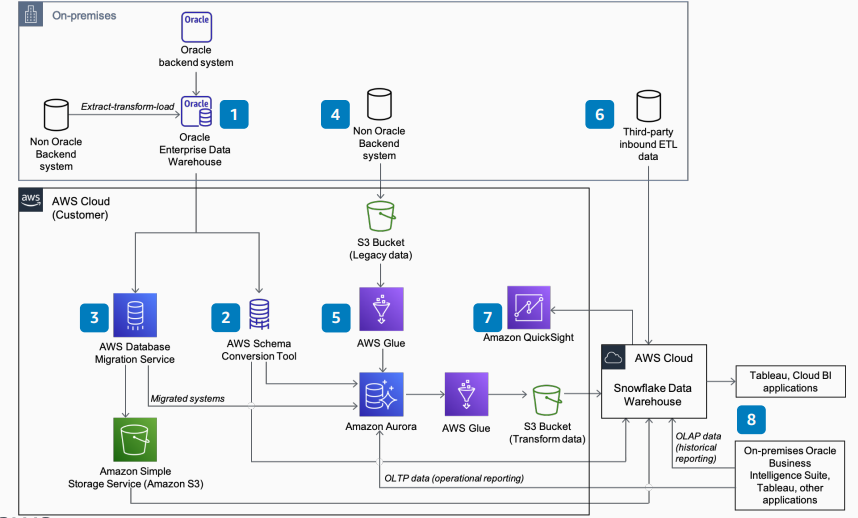 On-premises
Oracle
Oracle
backend system
Extract-transform-load
Oracle
1
Non Oracle
Backend
system
Oracle
Enterprise Data
Warehouse
4
Non Oracle
Backend
system
6
Third-party
inbound ETL
data
aws
AWS Cloud
(Customer)
S3 Bucket
(Legacy data)
3
AWS Database
Migration Service
2
AWS Schema
Conversion Tool
5
AWS Glue
7
Amazon QuickSight
AWS Cloud
Snowflake Data
Warehouse
Tableau, Cloud BI
applications
Migrated systems
Amazon Aurora
AWS Glue
S3 Bucket
(Transform data)
8
Amazon Simple
Storage Service (Amazon S3)
OLTP data (operational reporting)
OLAP data
(historical
reporting)
On-premises Oracle
Business
Intelligence Suite,
Tableau, other
applications